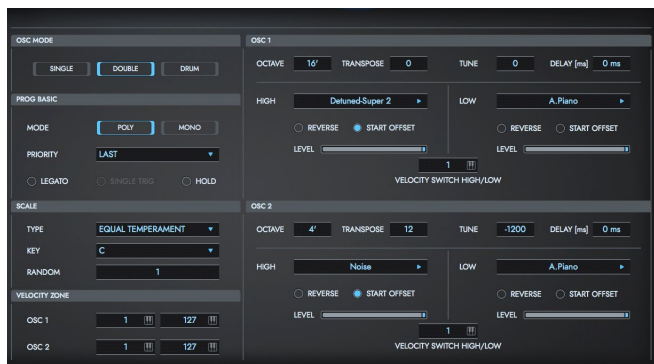 OSC MODE
SINGLE DOUBLE DRUM
PROG BASIC
MODE POLY MONO
PRIORITY LAST
LEGATO SINGLE TRIG HOLD
SCALE
TYPE EQUAL TEMPERAMENT
KEY C
RANDOM 1
VELOCITY ZONE
OSC 1 1 127
OSC 2 1 127
OSC 1
OCTAVE 16' TRANSPOSE 0 TUNE 0 DELAY [ms] 0 ms
HIGH Detuned-Super 2 LOW A.Piano
REVERSE START OFFSET REVERSE START OFFSET
LEVEL LEVEL
1
VELOCITY SWITCH HIGH/LOW
OSC 2
OCTAVE 4' TRANSPOSE 12 TUNE -1200 DELAY [ms] 0 ms
HIGH Noise LOW A.Piano
REVERSE START OFFSET REVERSE START OFFSET
LEVEL LEVEL
1
VELOCITY SWITCH HIGH/LOW